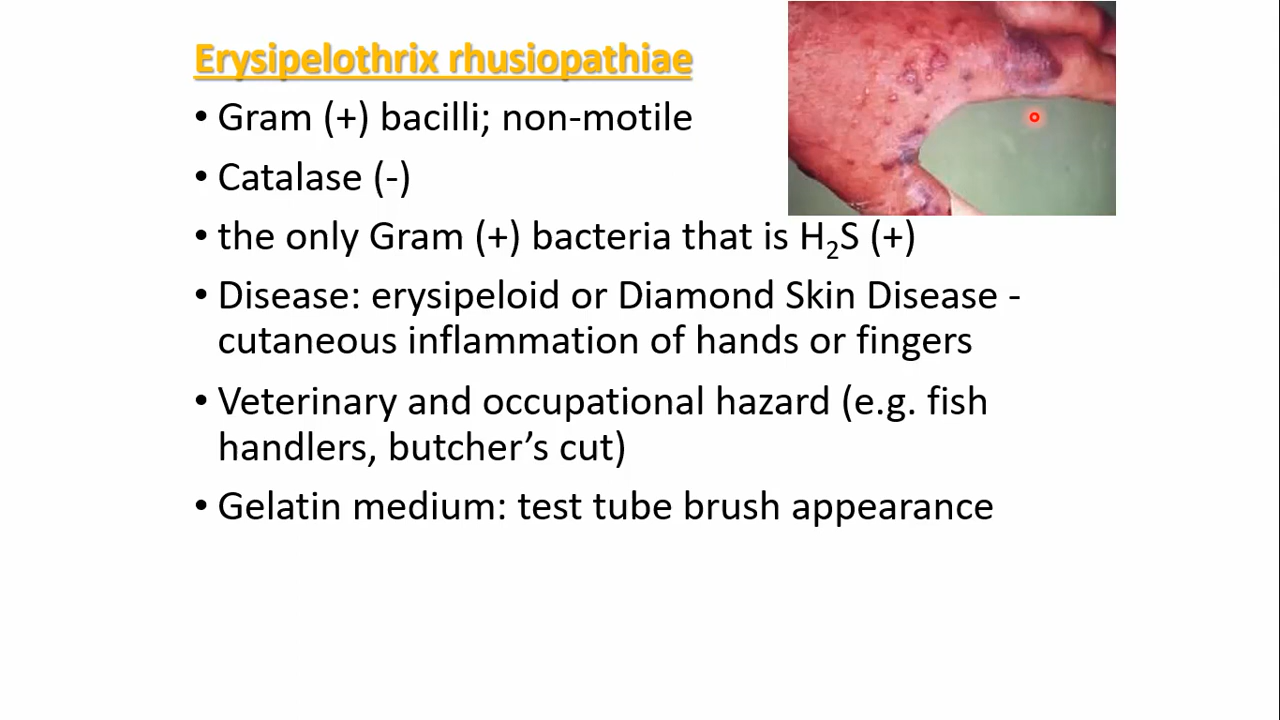 Erysipelothrix rhusiopathiae
• Gram (+) bacilli; non-motile
• Catalase (-)
• the only Gram (+) bacteria that is H₂S (+)
• Disease: erysipeloid or Diamond Skin Disease -
cutaneous inflammation of hands or fingers
• Veterinary and occupational hazard (e.g. fish
handlers, butcher’s cut)
• Gelatin medium: test tube brush appearance